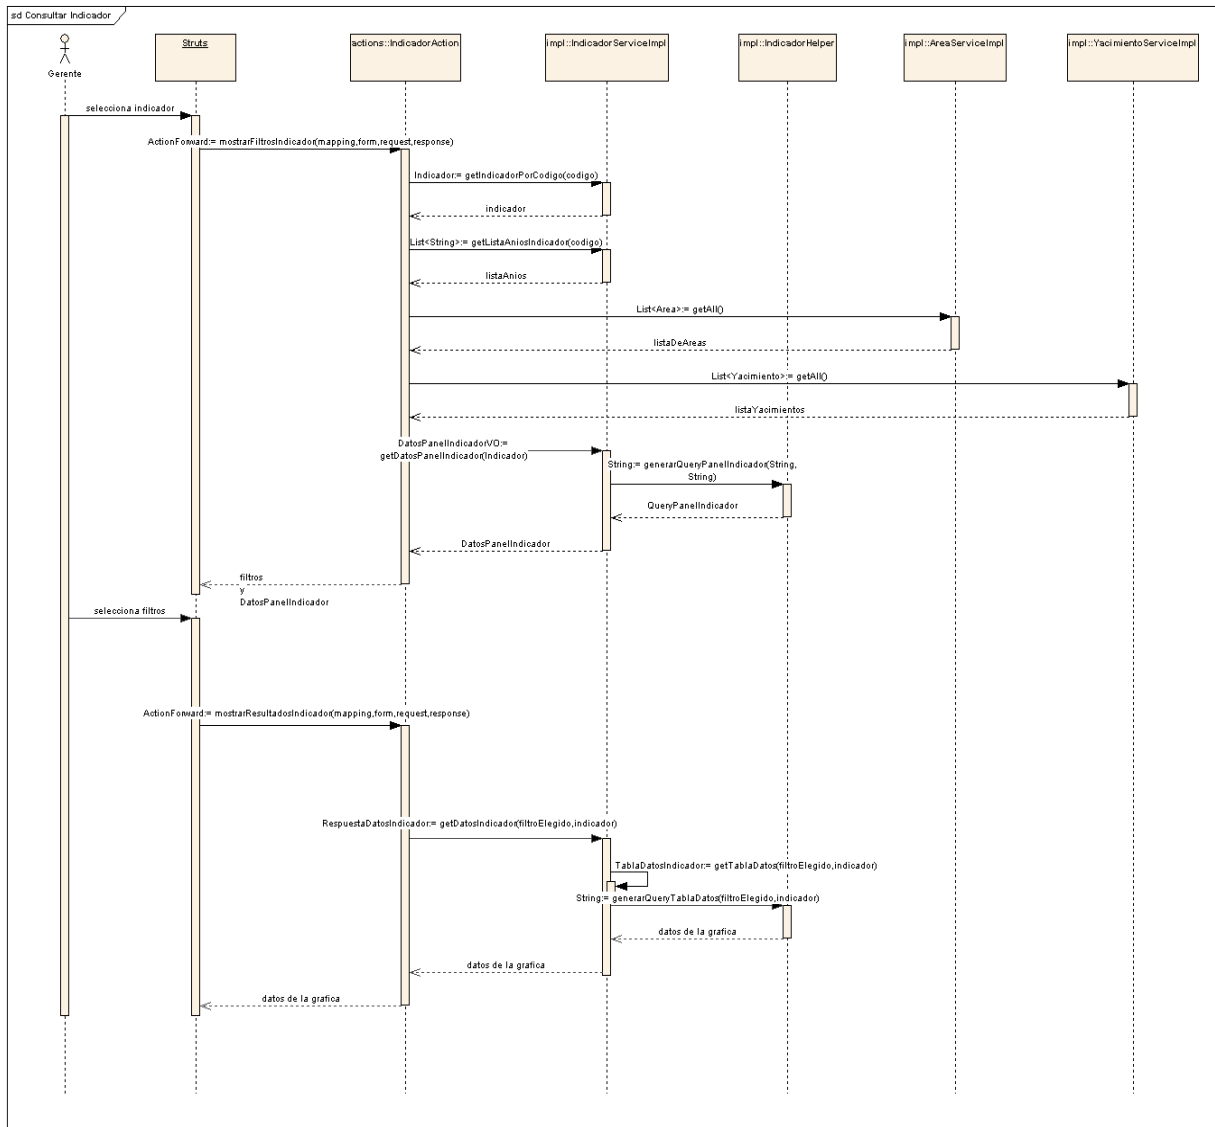 sd Consultar Indicador
Gerente
Struts
actions::IndicadorAction
impl::IndicadorServiceImpl
impl::IndicadorHelper
impl::AreaServiceImpl
impl::YacimientoServiceImpl
selecciona indicador
ActionForward:= mostrarFiltrosIndicador(mapping,form,request,response)
Indicador:= getIndicadorPorCodigo(codigo)
indicador
List<String>:= getListaAniosIndicador(codigo)
listaAnios
List<Area>:= getAll()
listaDeAreas
List<Yacimiento>:= getAll()
listaYacimientos
DatosPanelIndicadorVO:=
getDatosPanelIndicador(Indicador)
String:= generarQueryPanelIndicador(String,
String)
QueryPanelIndicador
DatosPanelIndicador
filtros
y
DatosPanelIndicador
selecciona filtros
ActionForward:= mostrarResultadosIndicador(mapping,form,request,response)
RespuestaDatosIndicador:= getDatosIndicador(filtroElegido,indicador)
TablaDatosIndicador:= getTablaDatos(filtroElegido,indicador)
String:= generarQueryTablaDatos(filtroElegido,indicador)
datos de la grafica
datos de la grafica
datos de la grafica